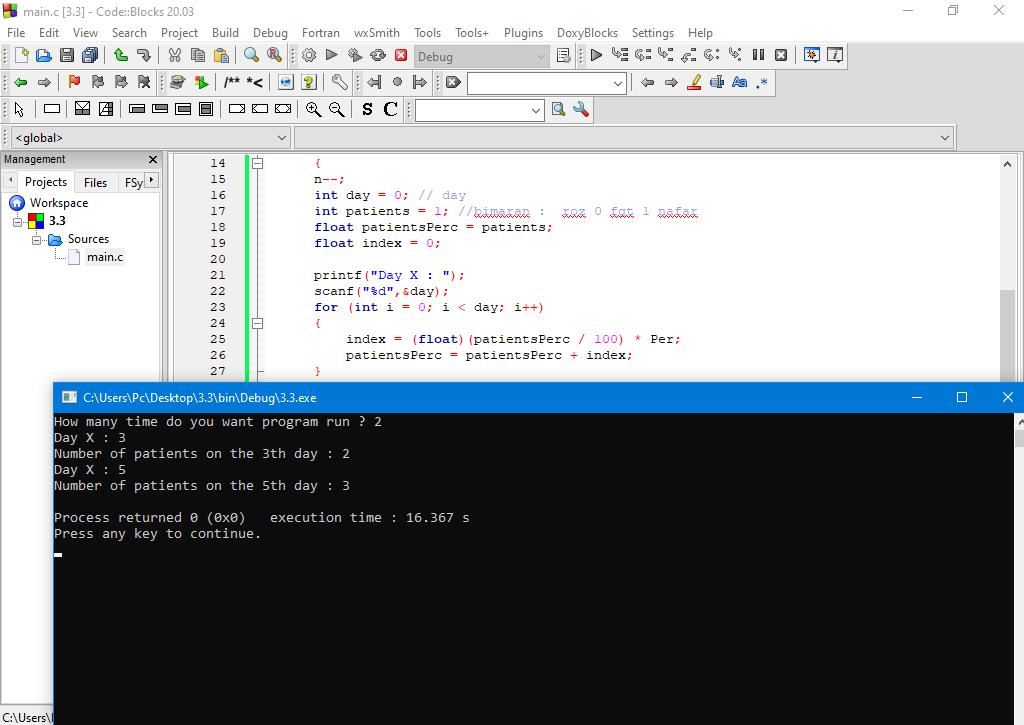 main.c [3.3] - Code::Blocks 20.03
File Edit View Search Project Build Debug Fortran wxSmith Tools Tools+ Plugins DoxyBlocks Settings Help
Debug
/** *<
Aa .*
S C
<global>
Management
Projects Files FSy
Workspace
3.3
Sources
main.c
14 {
15 n--;
16 int day = 0; // day
17 int patients = 1; //bimaran : roz 0 fqt 1 nafar
18 float patientsPerc = patients;
19 float index = 0;
20
21 printf("Day X : ");
22 scanf("%d",&day);
23 for (int i = 0; i < day; i++)
24 {
25 index = (float)(patientsPerc / 100) * Per;
26 patientsPerc = patientsPerc + index;
27 }
C:\Users\Pc\Desktop\3.3\bin\Debug\3.3.exe
How many time do you want program run ? 2
Day X : 3
Number of patients on the 3th day : 2
Day X : 5
Number of patients on the 5th day : 3
Process returned 0 (0x0) execution time : 16.367 s
Press any key to continue.
C:\Users\